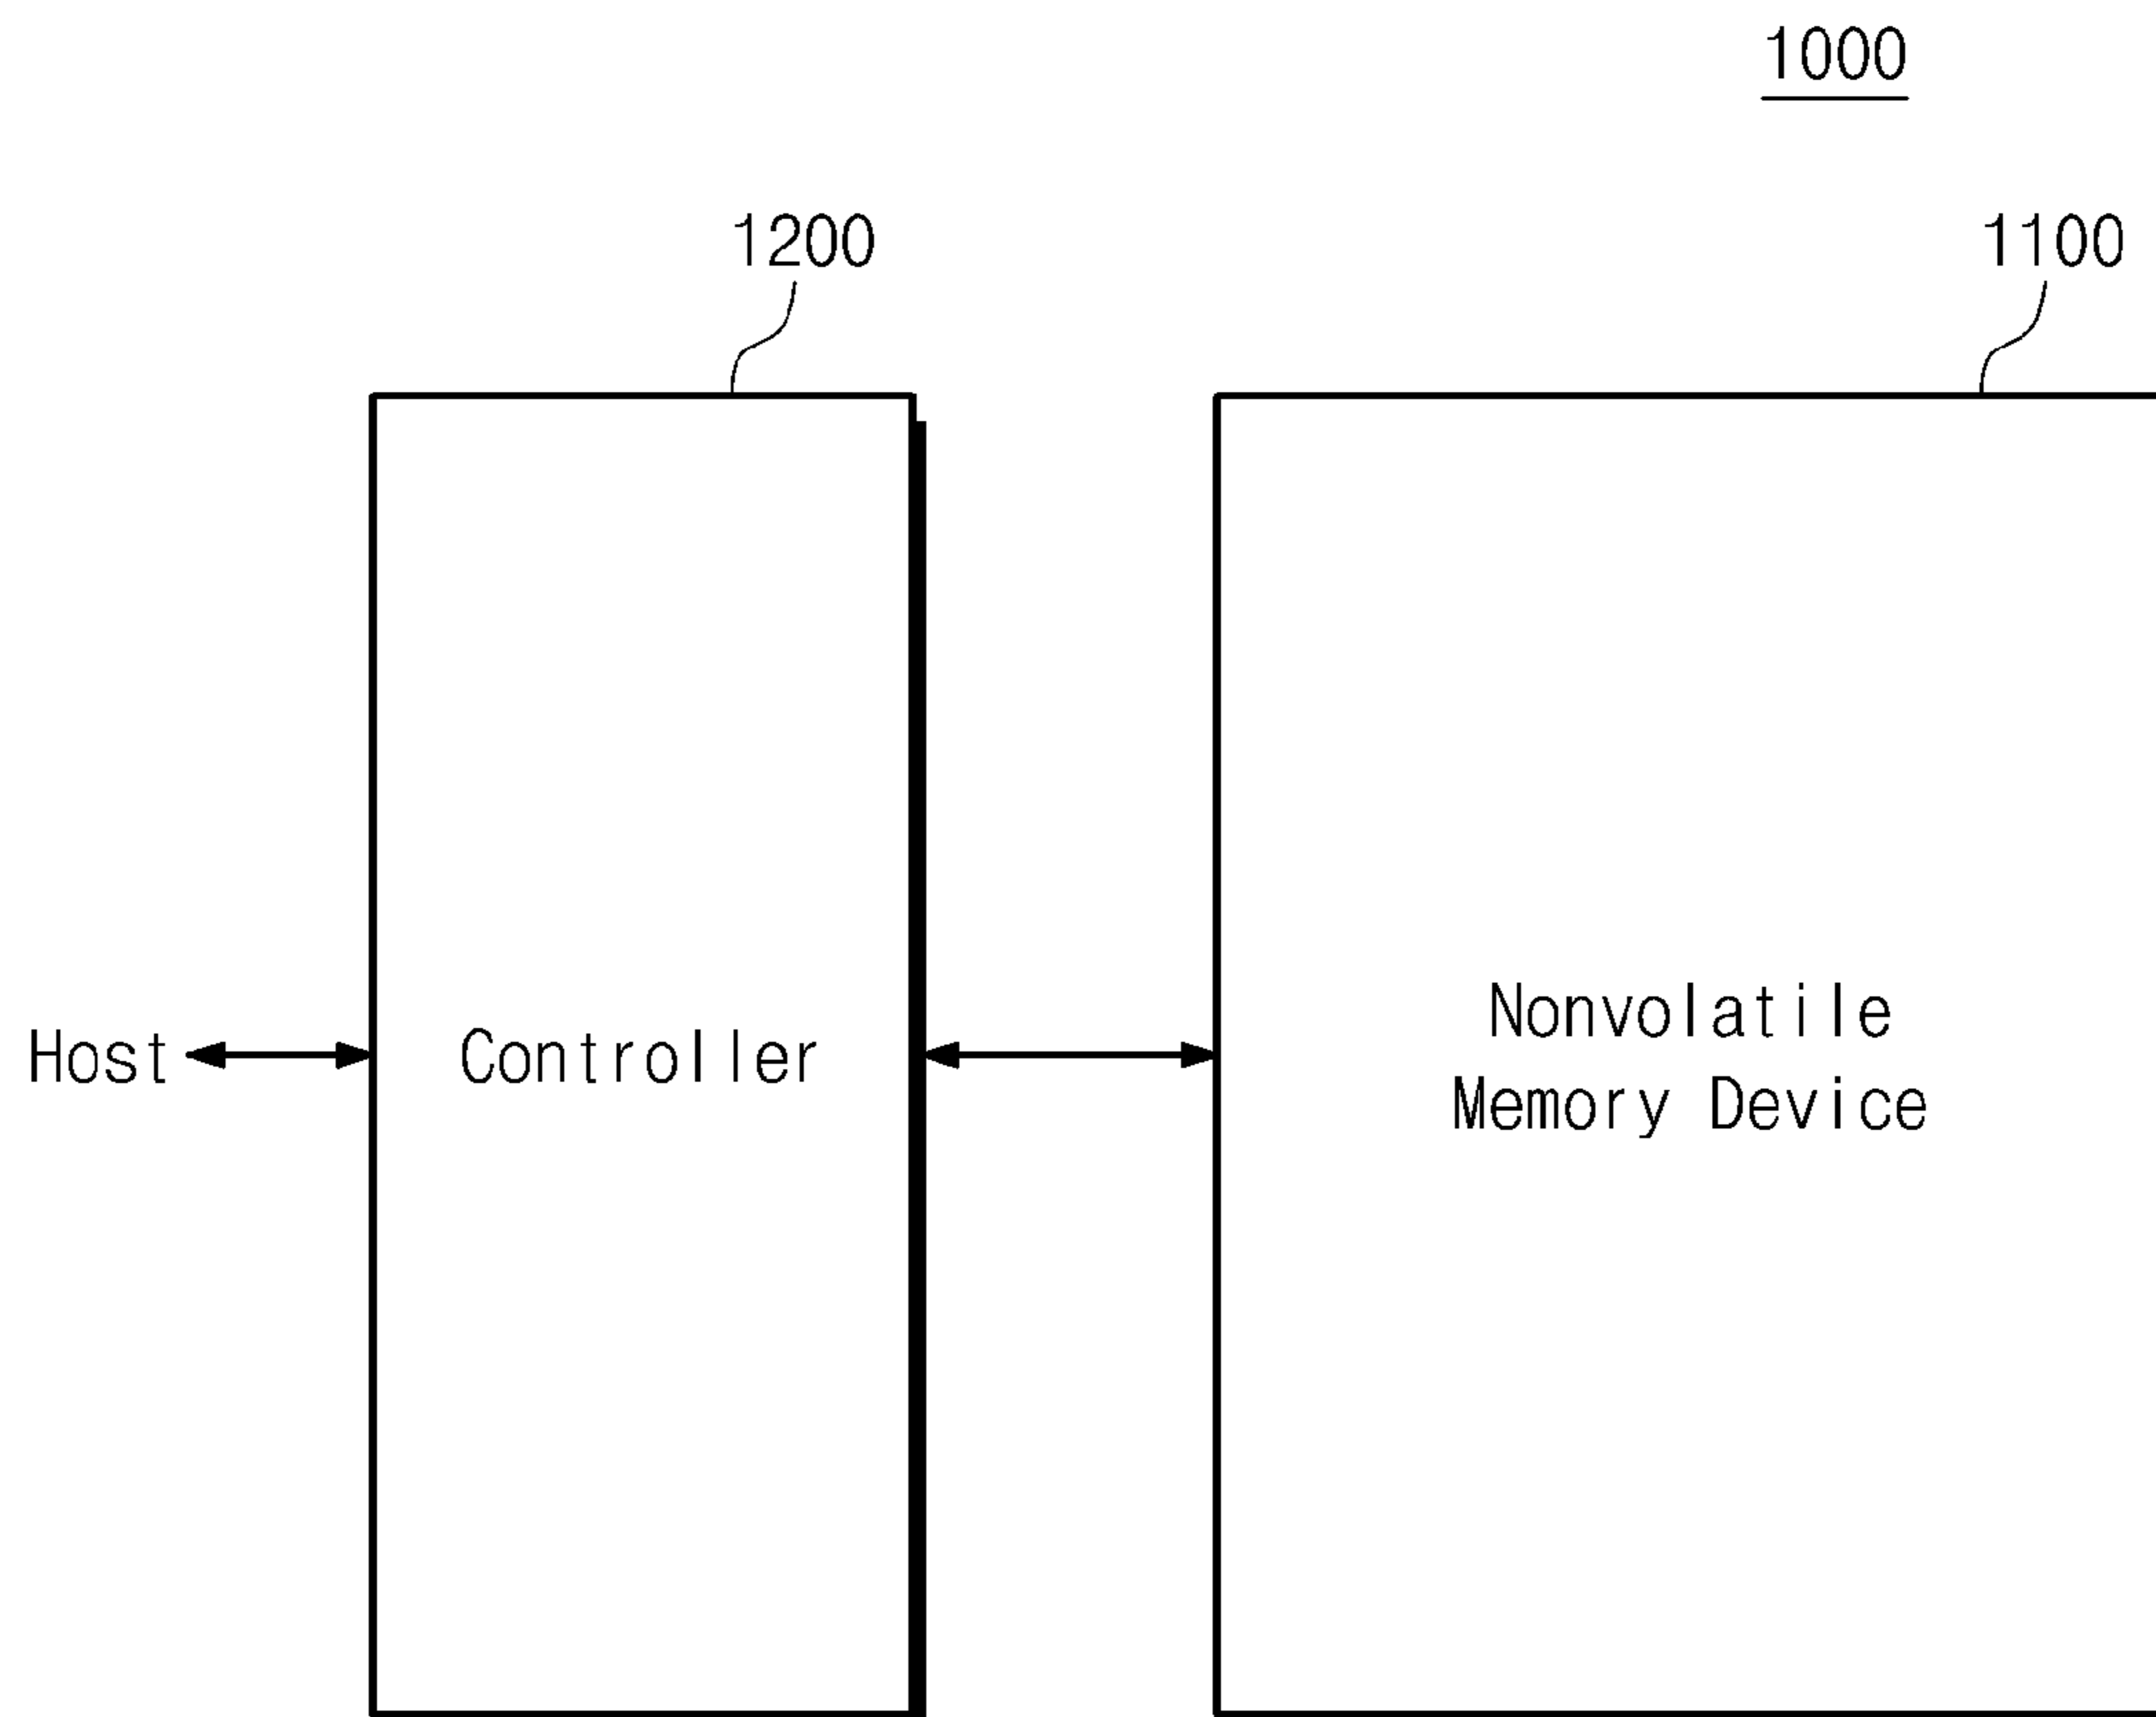 1000
1200
1100
Host
Controller
Nonvolatile
Memory Device